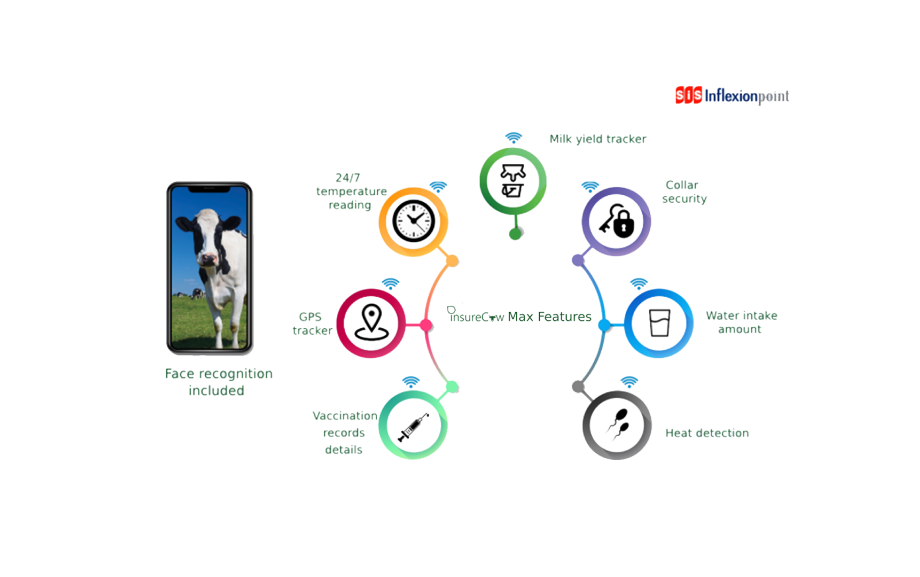 SIS Inflexionpoint
Milk yield tracker
24/7
temperature
reading
Collar
security
GPS
tracker
insureCow Max Features
Water intake
amount
Face recognition
included
Vaccination
records
details
Heat detection